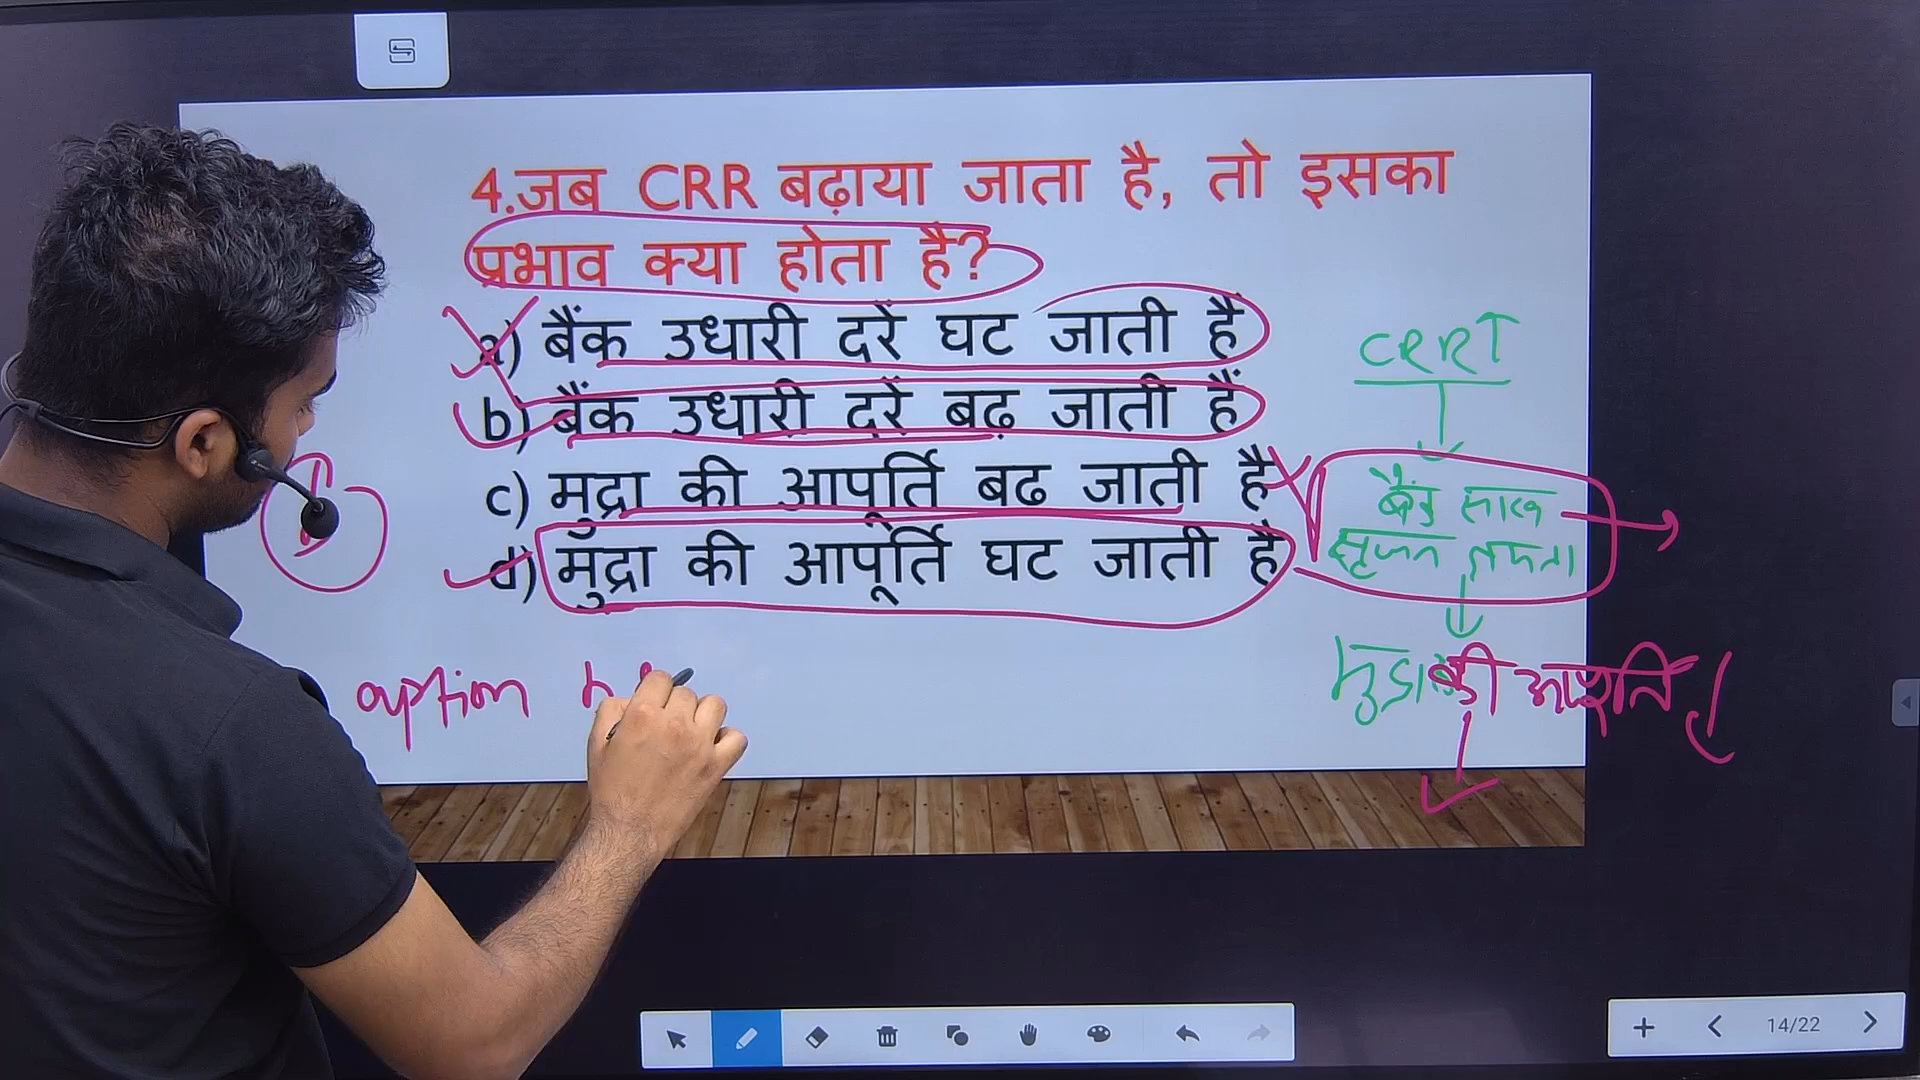 4.जब CRR बढ़ाया जाता है, तो इसका
प्रभाव क्या होता है?
a) बैंक उधारी दरें घट जाती हैं
b) बैंक उधारी दरें बढ़ जाती हैं
c) मुद्रा की आपूर्ति बढ जाती है
d) मुद्रा की आपूर्ति घट जाती है
CRR↑
बैंक साख
सृजन क्षमता
मुद्रा की आपूर्ति
option b
14/22